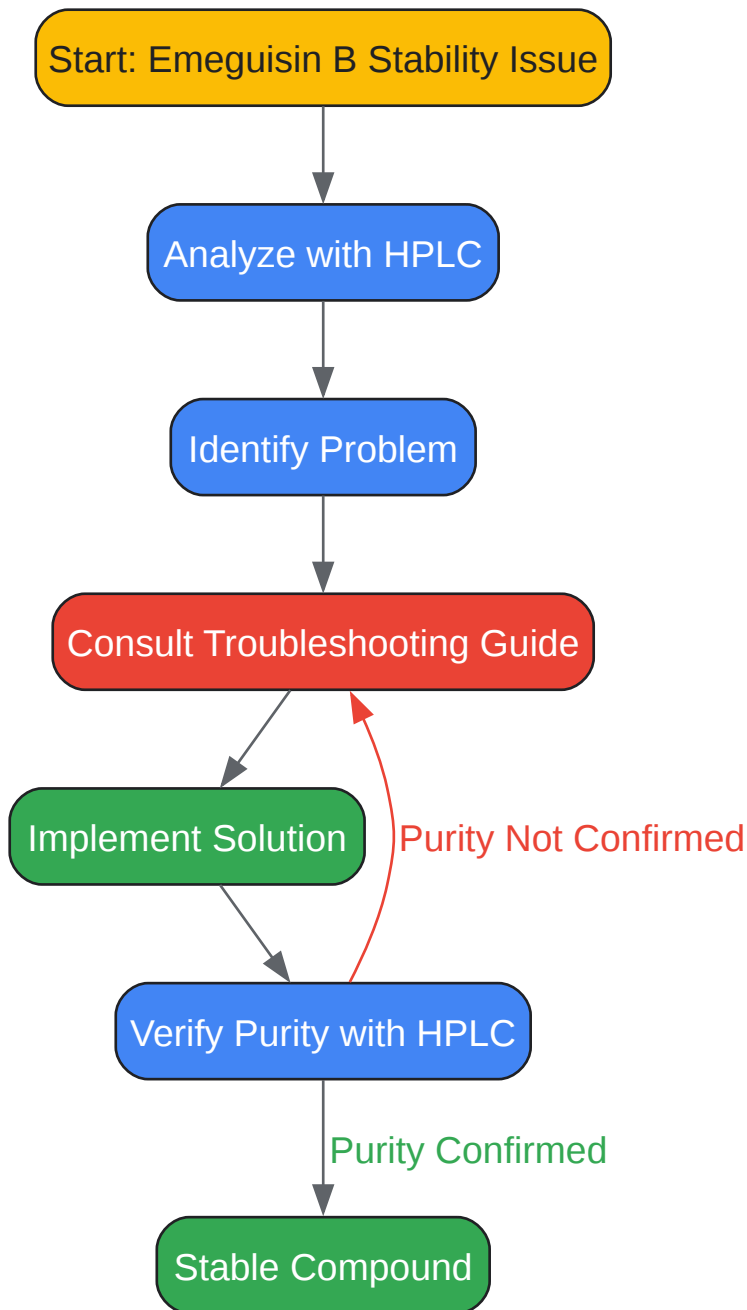 Start: Emeguisin B Stability Issue
Analyze with HPLC
Identify Problem
Consult Troubleshooting Guide
Implement Solution
Purity Not Confirmed
Verify Purity with HPLC
Purity Confirmed
Stable Compound